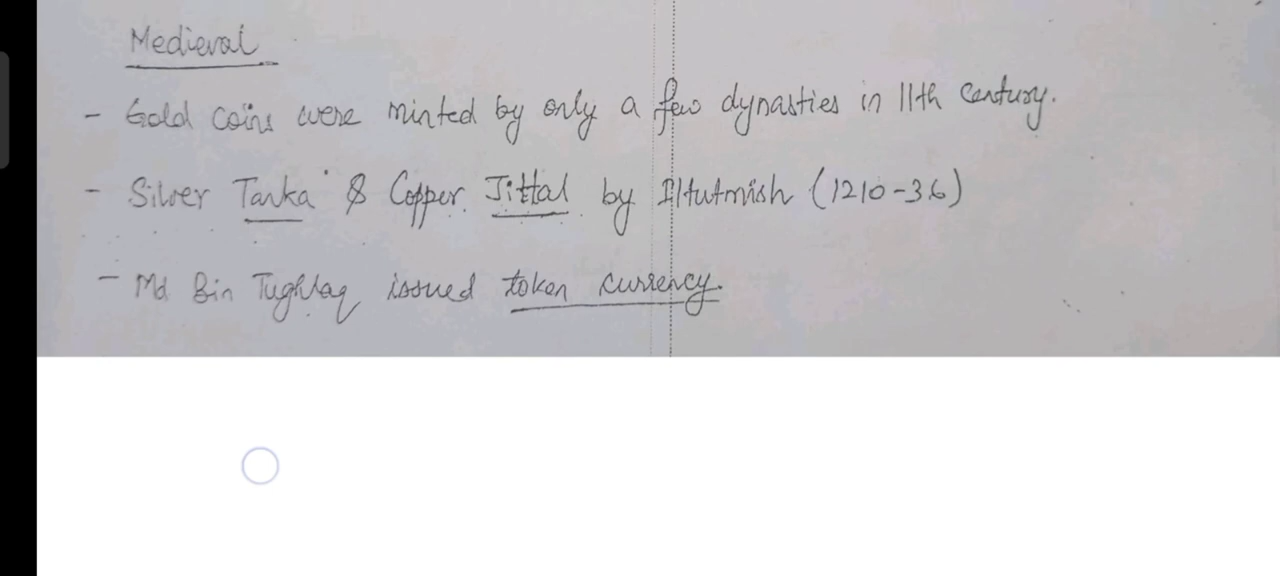 Medieval
- Gold coins were minted by only a few dynasties in 11th Century.
- Silver Tanka & Copper Jittal by Iltutmish (1210-36)
- Md Bin Tughlaq issued token currency.